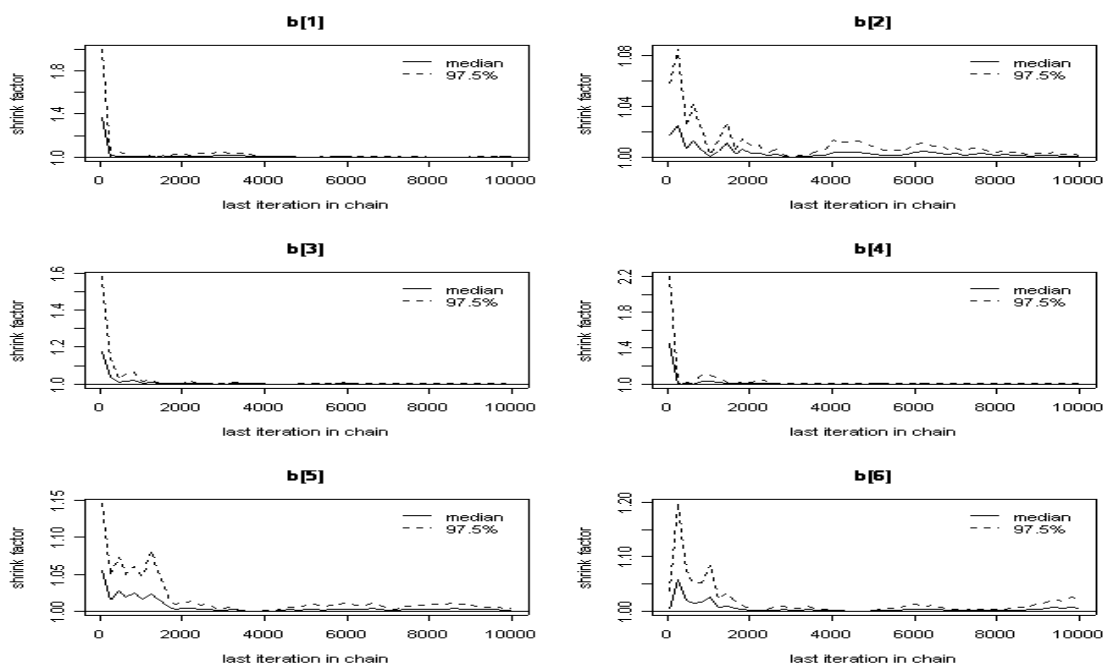 b[1]
shrink factor
1.0 1.4 1.8
median
97.5%
0 2000 4000 6000 8000 10000
last iteration in chain
b[2]
shrink factor
1.00 1.04 1.08
median
97.5%
0 2000 4000 6000 8000 10000
last iteration in chain
b[3]
shrink factor
1.0 1.2 1.4 1.6
median
97.5%
0 2000 4000 6000 8000 10000
last iteration in chain
b[4]
shrink factor
1.0 1.4 1.8 2.2
median
97.5%
0 2000 4000 6000 8000 10000
last iteration in chain
b[5]
shrink factor
1.00 1.05 1.10 1.15
median
97.5%
0 2000 4000 6000 8000 10000
last iteration in chain
b[6]
shrink factor
1.00 1.10 1.20
median
97.5%
0 2000 4000 6000 8000 10000
last iteration in chain